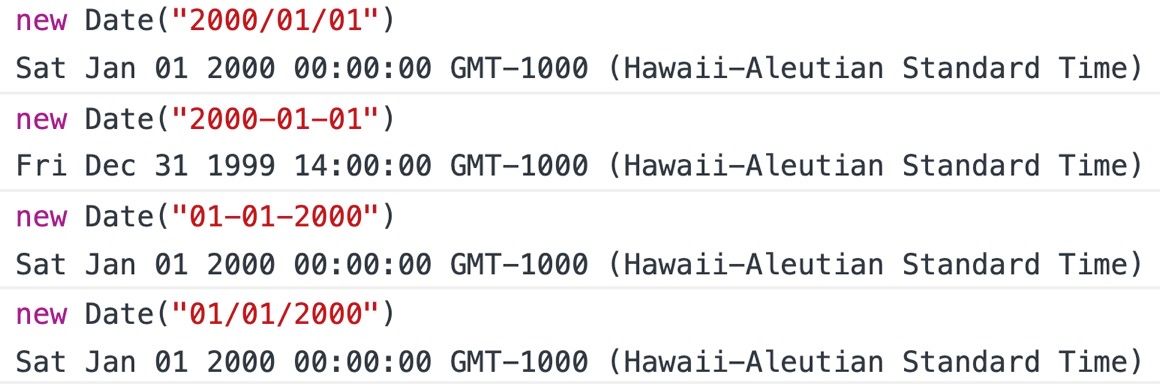 new Date("2000/01/01")
Sat Jan 01 2000 00:00:00 GMT-1000 (Hawaii-Aleutian Standard Time)
new Date("2000-01-01")
Fri Dec 31 1999 14:00:00 GMT-1000 (Hawaii-Aleutian Standard Time)
new Date("01-01-2000")
Sat Jan 01 2000 00:00:00 GMT-1000 (Hawaii-Aleutian Standard Time)
new Date("01/01/2000")
Sat Jan 01 2000 00:00:00 GMT-1000 (Hawaii-Aleutian Standard Time)